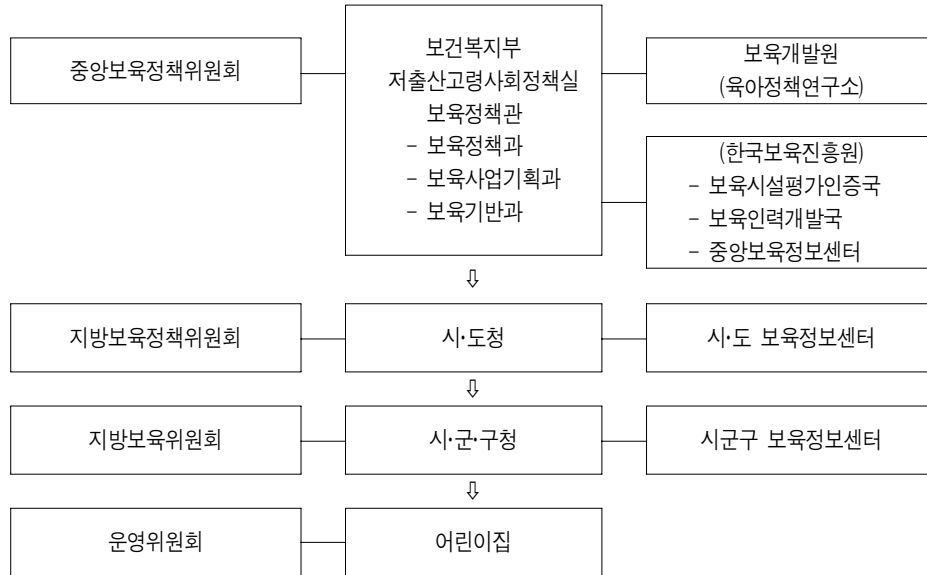 중앙보육정책위원회
보건복지부
저출산고령사회정책실
보육정책관
- 보육정책과
- 보육사업기획과
- 보육기반과
보육개발원
(육아정책연구소)
(한국보육진흥원)
- 보육시설평가인증국
- 보육인력개발국
- 중앙보육정보센터
⇩
지방보육정책위원회
시·도청
시·도 보육정보센터
⇩
지방보육위원회
시·군·구청
시군구 보육정보센터
⇩
운영위원회
어린이집